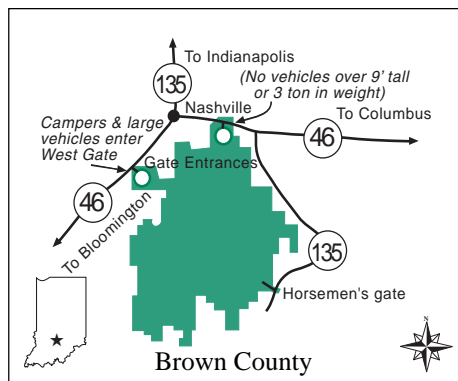 To Indianapolis
135
(No vehicles over 9' tall
or 3 ton in weight)
Nashville
To Columbus
Campers & large
vehicles enter
West Gate
46
Gate Entrances
46
To Bloomington
135
Horsemen's gate
Brown County